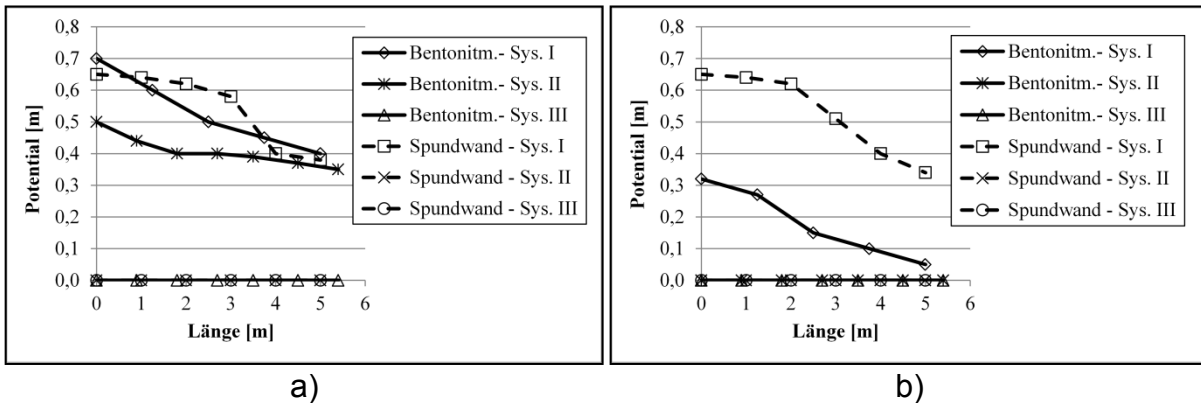 0,8
0,7
0,6
0,5
0,4
0,3
0,2
0,1
0,0
Potential [m]
0 1 2 3 4 5 6
Länge [m]
Bentonitm.- Sys. I
Bentonitm.- Sys. II
Bentonitm.- Sys. III
Spundwand - Sys. I
Spundwand - Sys. II
Spundwand - Sys. III
a)
0,8
0,7
0,6
0,5
0,4
0,3
0,2
0,1
0,0
Potential [m]
0 1 2 3 4 5 6
Länge [m]
Bentonitm.- Sys. I
Bentonitm.- Sys. II
Bentonitm.- Sys. III
Spundwand - Sys. I
Spundwand - Sys. II
Spundwand - Sys. III
b)